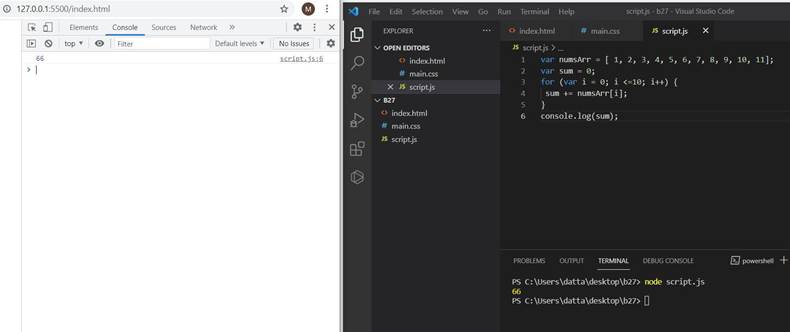 127.0.0.1:5500/index.html
M
Elements
Console
Sources
Network
»
top
Filter
Default levels
No Issues
66
script.js:6
>
File
Edit
Selection
View
Go
Run
Terminal
Help
script.js - b27 - Visual Studio Code
EXPLORER
...
OPEN EDITORS
<> index.html
# main.css
JS script.js
B27
<> index.html
# main.css
JS script.js
<> index.html
# main.css
JS script.js
JS script.js > ...
1 var numsArr = [ 1, 2, 3, 4, 5, 6, 7, 8, 9, 10, 11];
2 var sum = 0;
3 for (var i = 0; i <=10; i++) {
4 sum += numsArr[i];
5 }
6 console.log(sum);
PROBLEMS
OUTPUT
TERMINAL
DEBUG CONSOLE
powershell
PS C:\Users\datta\desktop\b27> node script.js
66
PS C:\Users\datta\desktop\b27>